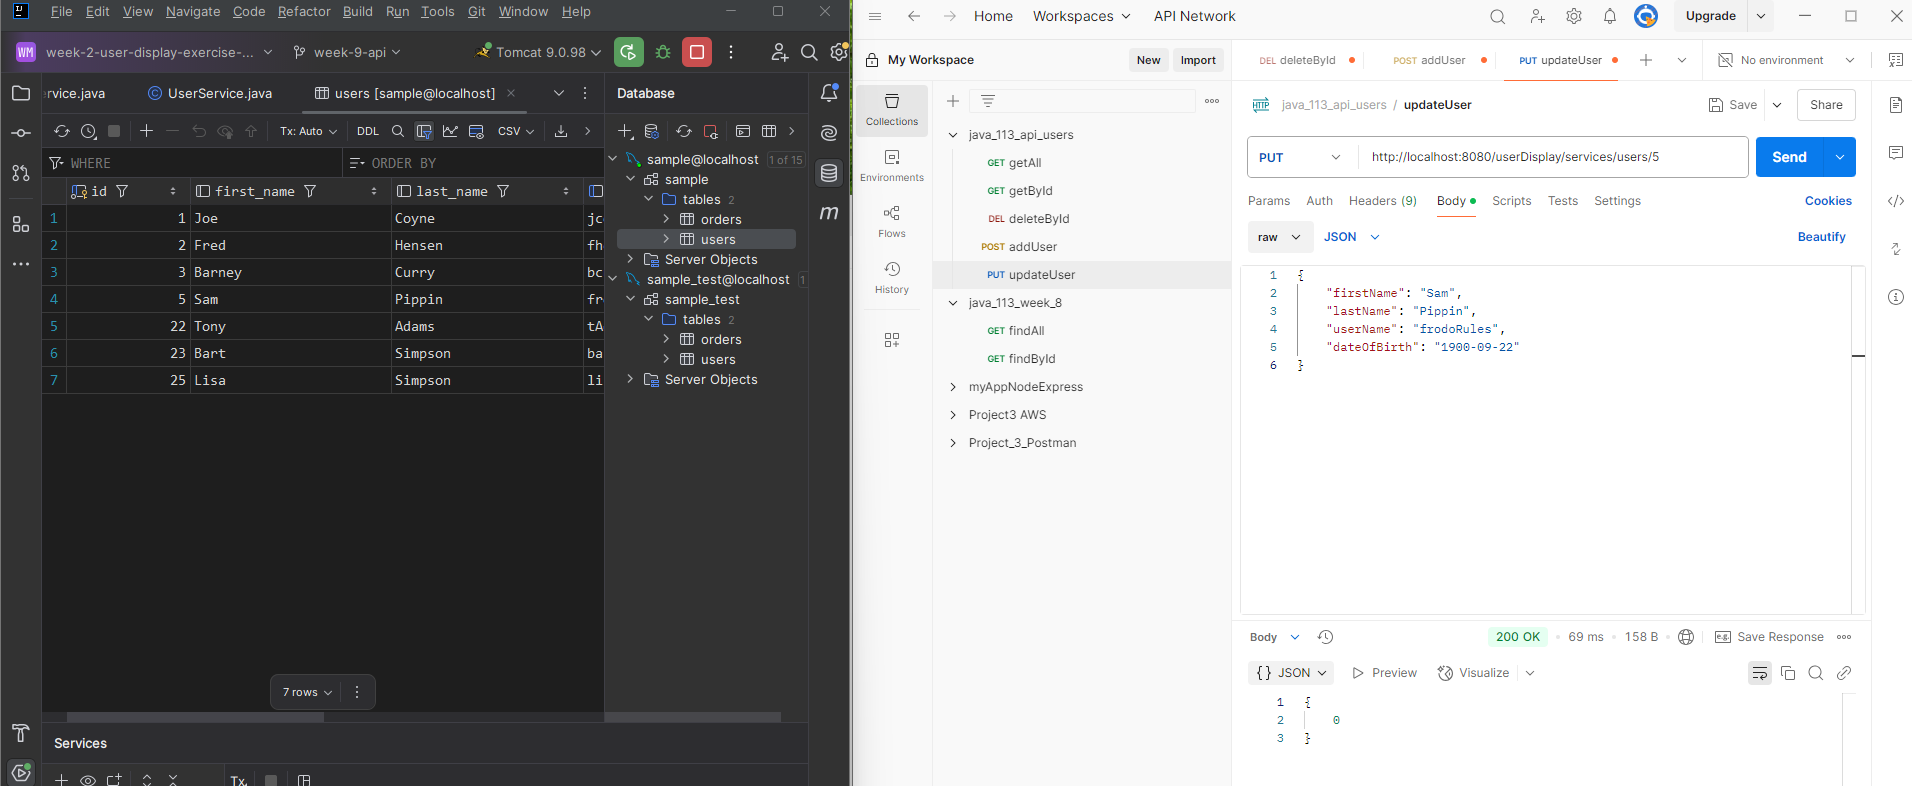 File Edit View Navigate Code Refactor Build Run Tools Git Window Help
WM week-2-user-display-exercise-... week-9-api Tomcat 9.0.98
rvice.java UserService.java users [sample@localhost]
Tx: Auto DDL CSV
WHERE ORDER BY
id first_name last_name
1 1 Joe Coyne jc
2 2 Fred Hensen fh
3 3 Barney Curry bc
4 5 Sam Pippin fr
5 22 Tony Adams tA
6 23 Bart Simpson ba
7 25 Lisa Simpson li
7 rows
Services
Tx
Database
sample@localhost 1 of 15
sample
tables 2
orders
users
Server Objects
sample_test@localhost 1
sample_test
tables 2
orders
users
Server Objects
m
Home Workspaces API Network Upgrade
My Workspace New Import
Collections
Environments
Flows
History
java_113_api_users
GET getAll
GET getById
DEL deleteById
POST addUser
PUT updateUser
java_113_week_8
GET findAll
GET findById
myAppNodeExpress
Project3 AWS
Project_3_Postman
DEL deleteById POST addUser PUT updateUser No environment
HTTP java_113_api_users / updateUser Save Share
PUT http://localhost:8080/userDisplay/services/users/5 Send
Params Auth Headers (9) Body Scripts Tests Settings Cookies
raw JSON Beautify
1 {
2 "firstName": "Sam",
3 "lastName": "Pippin",
4 "userName": "frodoRules",
5 "dateOfBirth": "1900-09-22"
6 }
Body 200 OK 69 ms 158 B e.g. Save Response
{} JSON Preview Visualize
1 {
2 0
3 }